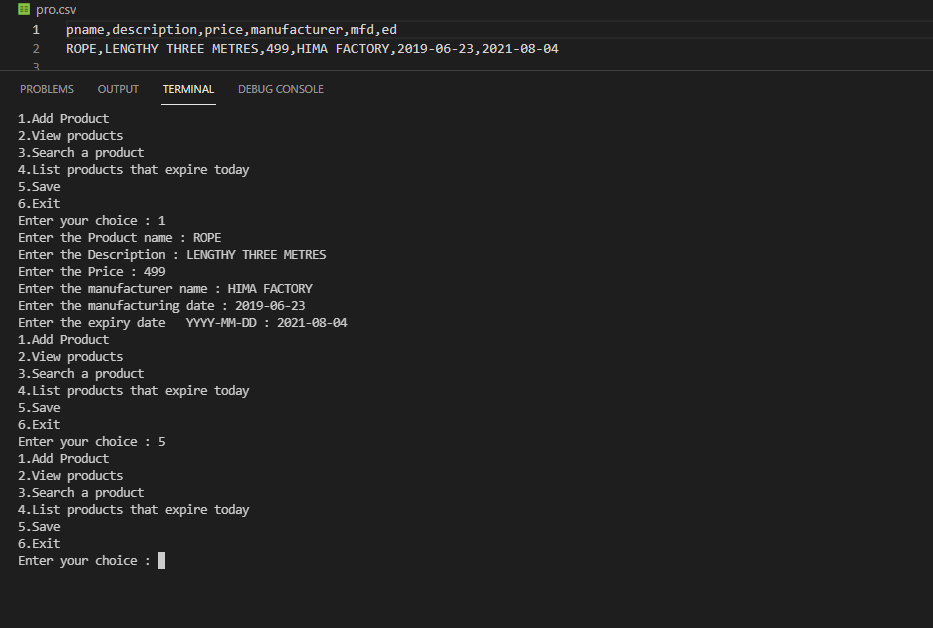 pro.csv
1 pname,description,price,manufacturer,mfd,ed
2 ROPE,LENGTHY THREE METRES,499,HIMA FACTORY,2019-06-23,2021-08-04
3
PROBLEMS OUTPUT TERMINAL DEBUG CONSOLE
1.Add Product
2.View products
3.Search a product
4.List products that expire today
5.Save
6.Exit
Enter your choice : 1
Enter the Product name : ROPE
Enter the Description : LENGTHY THREE METRES
Enter the Price : 499
Enter the manufacturer name : HIMA FACTORY
Enter the manufacturing date : 2019-06-23
Enter the expiry date   YYYY-MM-DD : 2021-08-04
1.Add Product
2.View products
3.Search a product
4.List products that expire today
5.Save
6.Exit
Enter your choice : 5
1.Add Product
2.View products
3.Search a product
4.List products that expire today
5.Save
6.Exit
Enter your choice :